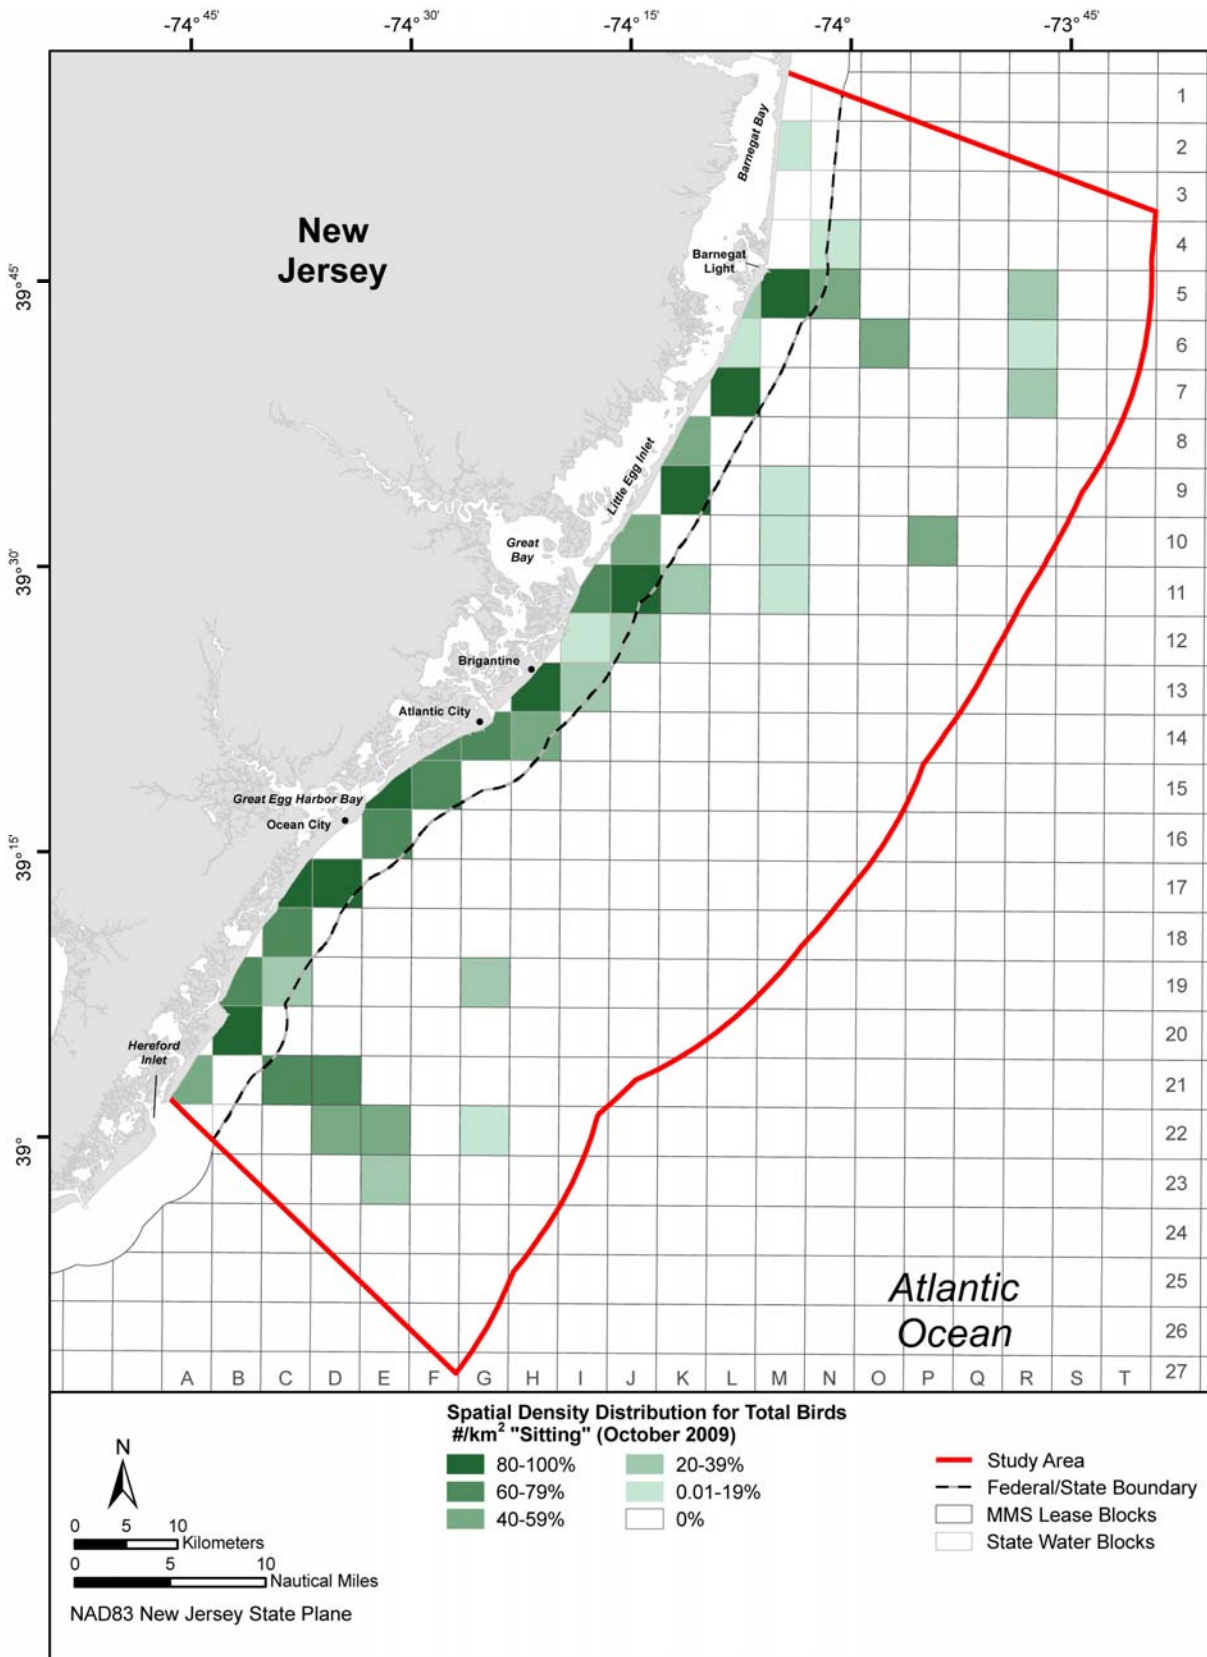 -74° 45'
-74° 30'
-74° 15'
-74°
-73° 45'
39° 45'
39° 30'
39° 15'
39°
New
Jersey
Barnegat Bay
Barnegat
Light
Little Egg Inlet
Great
Bay
Brigantine
Atlantic City
Great Egg Harbor Bay
Ocean City
Hereford
Inlet
Atlantic
Ocean
1
2
3
4
5
6
7
8
9
10
11
12
13
14
15
16
17
18
19
20
21
22
23
24
25
26
27
A B C D E F G H I J K L M N O P Q R S T
Spatial Density Distribution for Total Birds
#/km² "Sitting" (October 2009)
80-100%
60-79%
40-59%
20-39%
0.01-19%
0%
Study Area
Federal/State Boundary
MMS Lease Blocks
State Water Blocks
N
0 5 10
Kilometers
0 5 10
Nautical Miles
NAD83 New Jersey State Plane